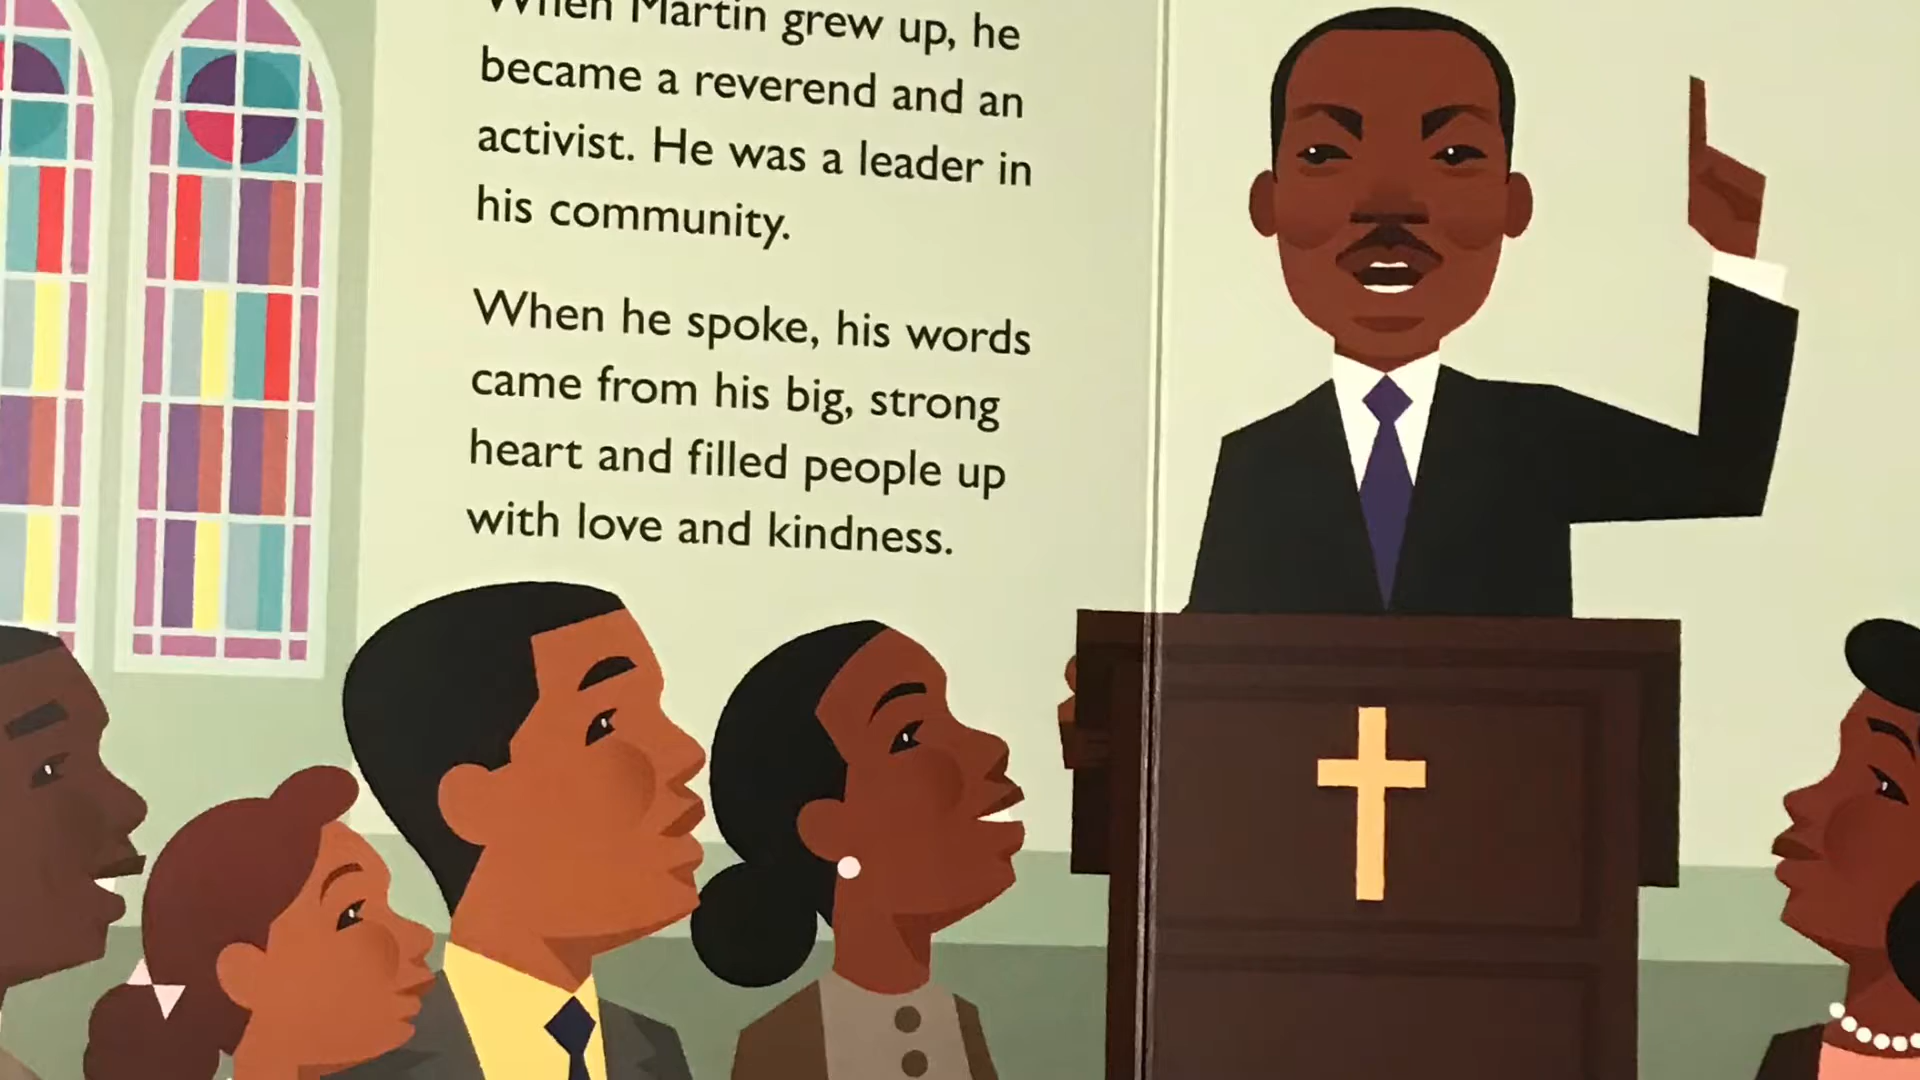 When Martin grew up, he
became a reverend and an
activist. He was a leader in
his community.
When he spoke, his words
came from his big, strong
heart and filled people up
with love and kindness.